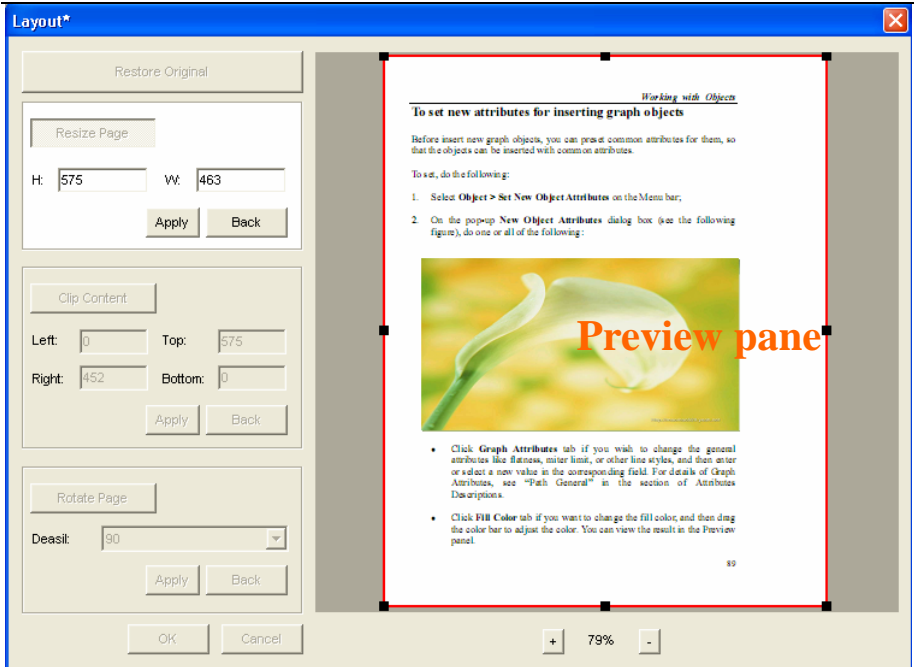 Layout*
Restore Original
Resize Page
H: 575 W: 463
Apply Back
Clip Content
Left: 0 Top: 575
Right: 452 Bottom: 0
Apply Back
Rotate Page
Deasil: 90
Apply Back
OK Cancel
Working with Objects
To set new attributes for inserting graph objects
Before insert new graph objects, you can preset common attributes for them, so
that the objects can be inserted with common attributes.
To set, do the following:
1. Select Object > Set New Object Attributes on the Menu bar;
2. On the pop-up New Object Attributes dialog box (see the following
figure), do one or all of the following:
Preview pane
• Click Graph Attributes tab if you wish to change the general
attributes like flatness, miter limit, or other line styles, and then enter
or select a new value in the corresponding field. For details of Graph
Attributes, see “Path General” in the section of Attributes
Descriptions.
• Click Fill Color tab if you want to change the fill color, and then drag
the color bar to adjust the color. You can view the result in the Preview
panel.
89
+ 79% -